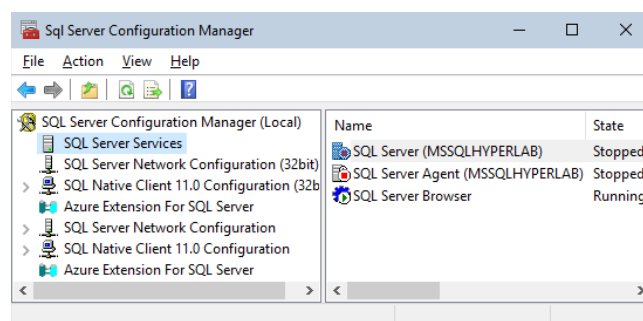 Sql Server Configuration Manager
File Action View Help
SQL Server Configuration Manager (Local)
SQL Server Services
SQL Server Network Configuration (32bit)
SQL Native Client 11.0 Configuration (32b
Azure Extension For SQL Server
SQL Server Network Configuration
SQL Native Client 11.0 Configuration
Azure Extension For SQL Server
Name State
SQL Server (MSSQLHYPERLAB) Stopped
SQL Server Agent (MSSQLHYPERLAB) Stopped
SQL Server Browser Running